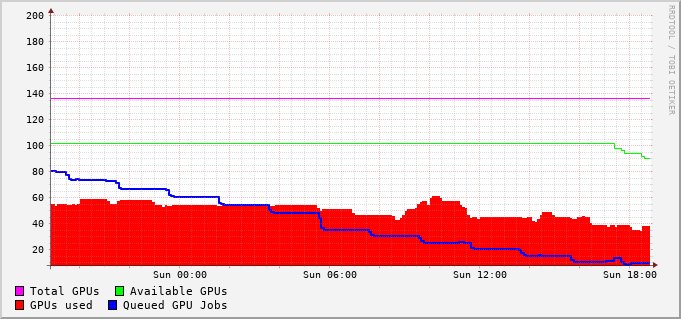 200
180
160
140
120
100
80
60
40
20
Sun 00:00 Sun 06:00 Sun 12:00 Sun 18:00
Total GPUs Available GPUs
GPUs used Queued GPU Jobs
RRDTOOL / TOBI OETIKER